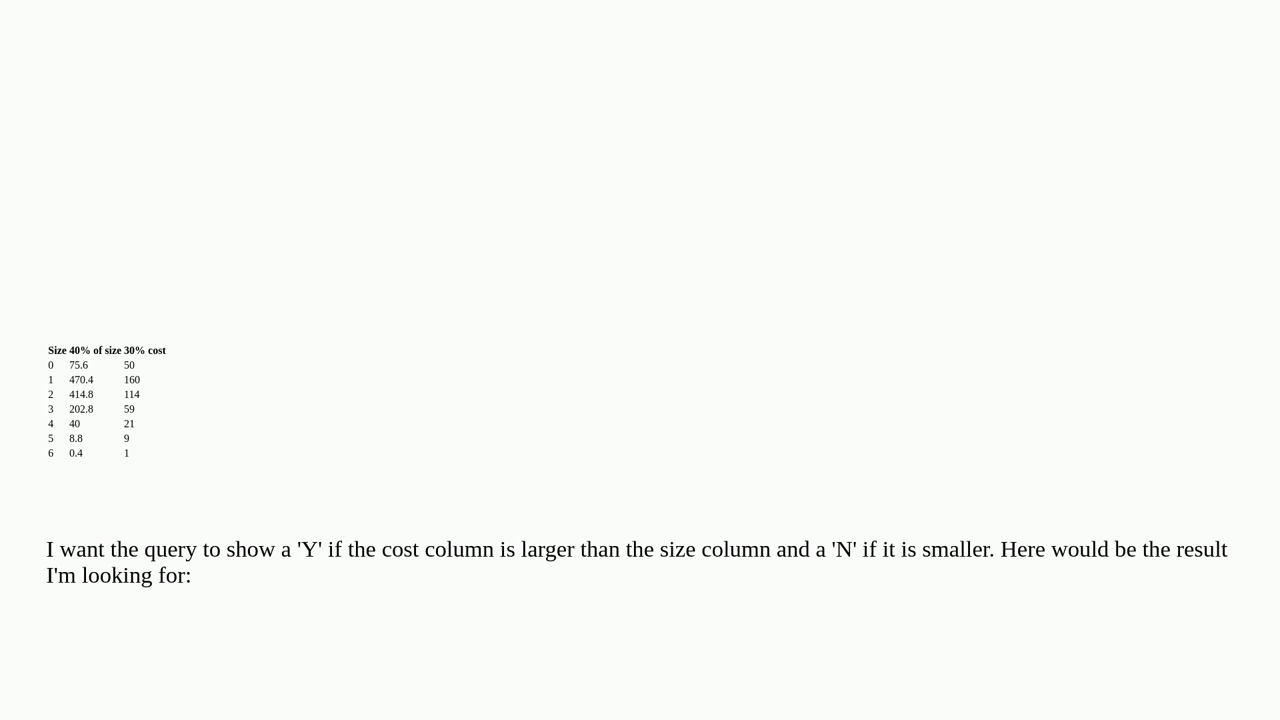 Size 40% of size 30% cost
0 75.6 50
1 470.4 160
2 414.8 114
3 202.8 59
4 40 21
5 8.8 9
6 0.4 1
I want the query to show a 'Y' if the cost column is larger than the size column and a 'N' if it is smaller. Here would be the result
I'm looking for: